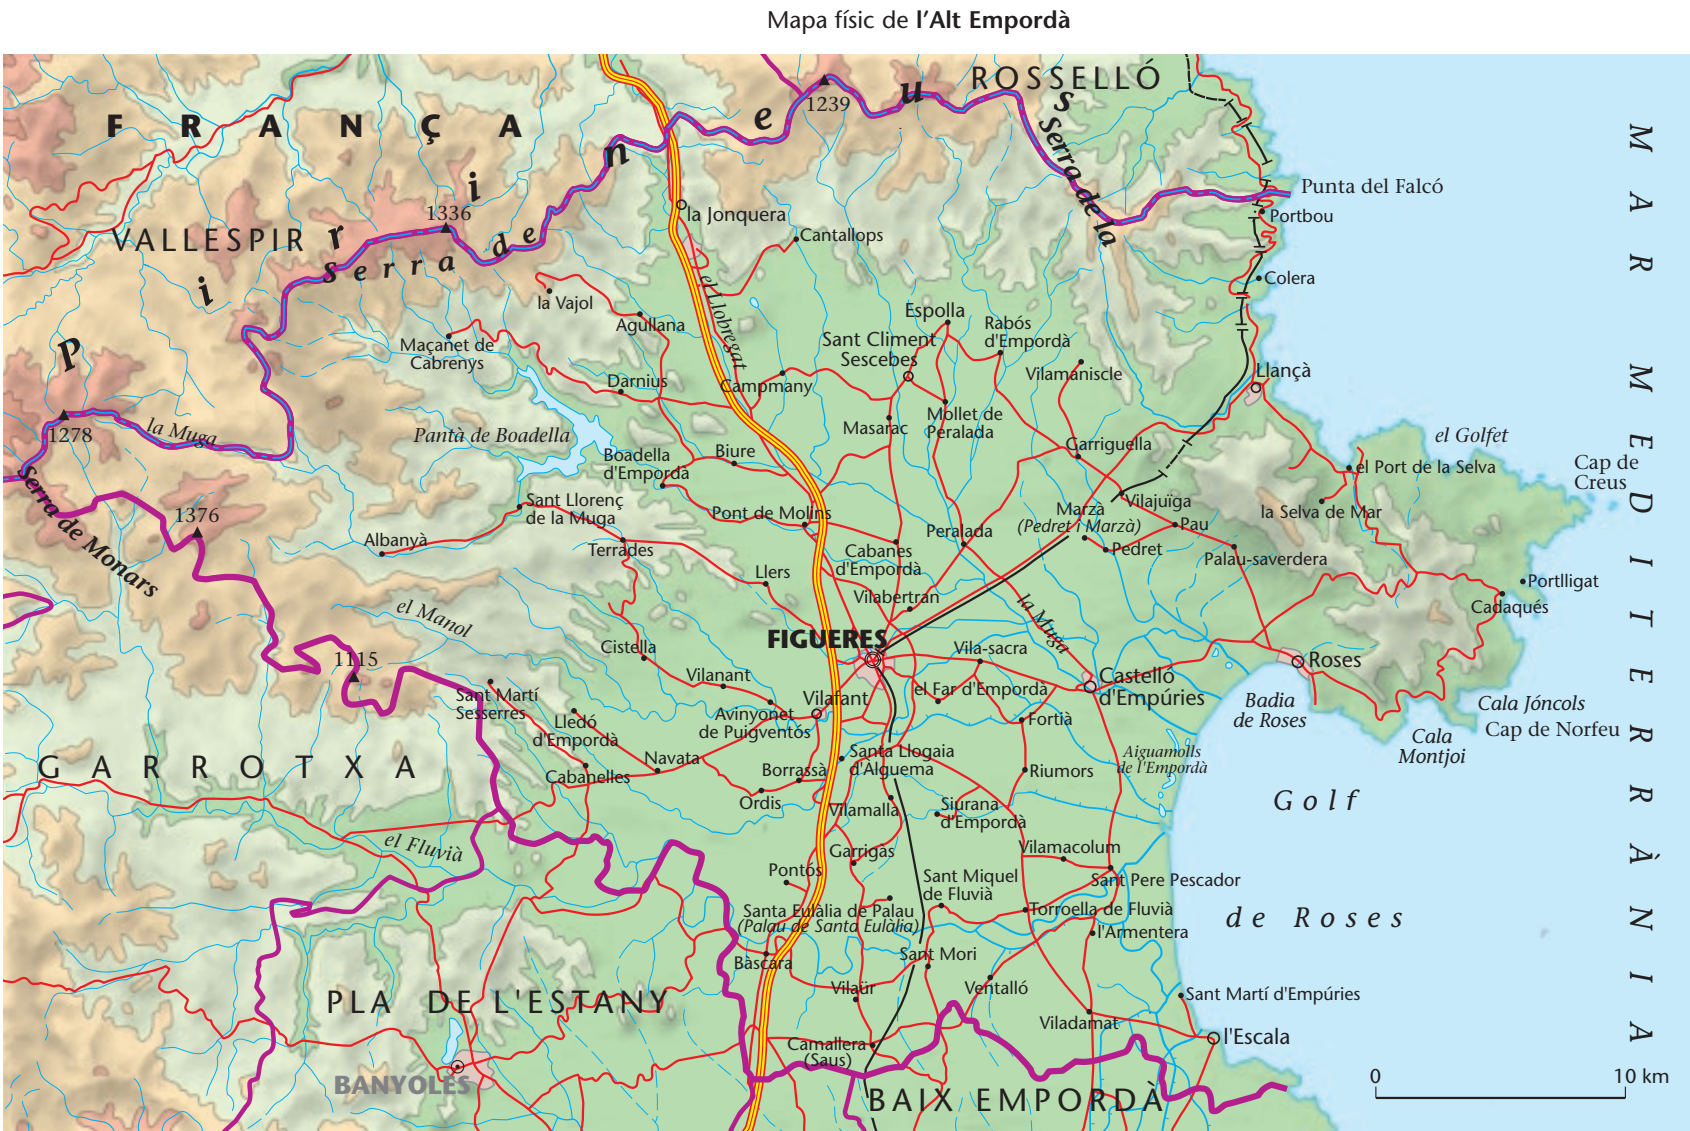 Mapa físic de l'Alt Empordà
ROSSELLÓ
FRANÇA
Pirineus
1239
Serra de la
MAR MEDITERRÀNIA
Punta del Falcó
Portbou
la Jonquera
1336
VALLESPIR
Serra de
Cantallops
Colera
el Llobregat
la Vajol
Agullana
Espolla
Rabós
d'Empordà
Sant Climent
Sescebes
Maçanet de
Cabrenys
Vilamaniscle
Llançà
Darnius
Campmany
1278
la Muga
Pantà de Boadella
Masarac
Mollet de
Peralada
Garriguella
el Golfet
Boadella
d'Empordà
Biure
el Port de la Selva
Cap de
Creus
Serra de Monars
1376
Sant Llorenç
de la Muga
Pont de Molins
Vilajuïga
la Selva de Mar
Marzà
(Pedret i Marzà)
Pau
Albanyà
Terrades
Peralada
Cabanes
d'Empordà
Pedret
Palau-saverdera
Llers
Portlligat
Vilabertran
Cadaqués
el Manol
la Muga
FIGUERES
Cistella
Vila-sacra
Roses
1115
Vilanant
el Far d'Empordà
Castelló
d'Empúries
Sant Martí
Sesserres
Vilafant
Badia
de Roses
Cala Jóncols
Cap de Norfeu
Lledó
d'Empordà
Avinyonet
de Puigventós
Fortià
Cala
Montjoi
GARROTXA
Navata
Santa Llogaia
d'Àlguema
Aiguamolls
de l'Empordà
Cabanelles
Borrassà
Riumors
Ordis
Vilamalla
Siurana
d'Empordà
Golf
de Roses
el Fluvià
Garrigàs
Vilamacolum
Pontós
Sant Miquel
de Fluvià
Sant Pere Pescador
Santa Eulàlia de Palau
(Palau de Santa Eulàlia)
Torroella de Fluvià
l'Armentera
Bàscara
Sant Mori
PLA DE L'ESTANY
Vilaür
Ventalló
Sant Martí d'Empúries
Viladamat
l'Escala
Camallera
(Saus)
BANYOLES
BAIX EMPORDÀ
0 10 km